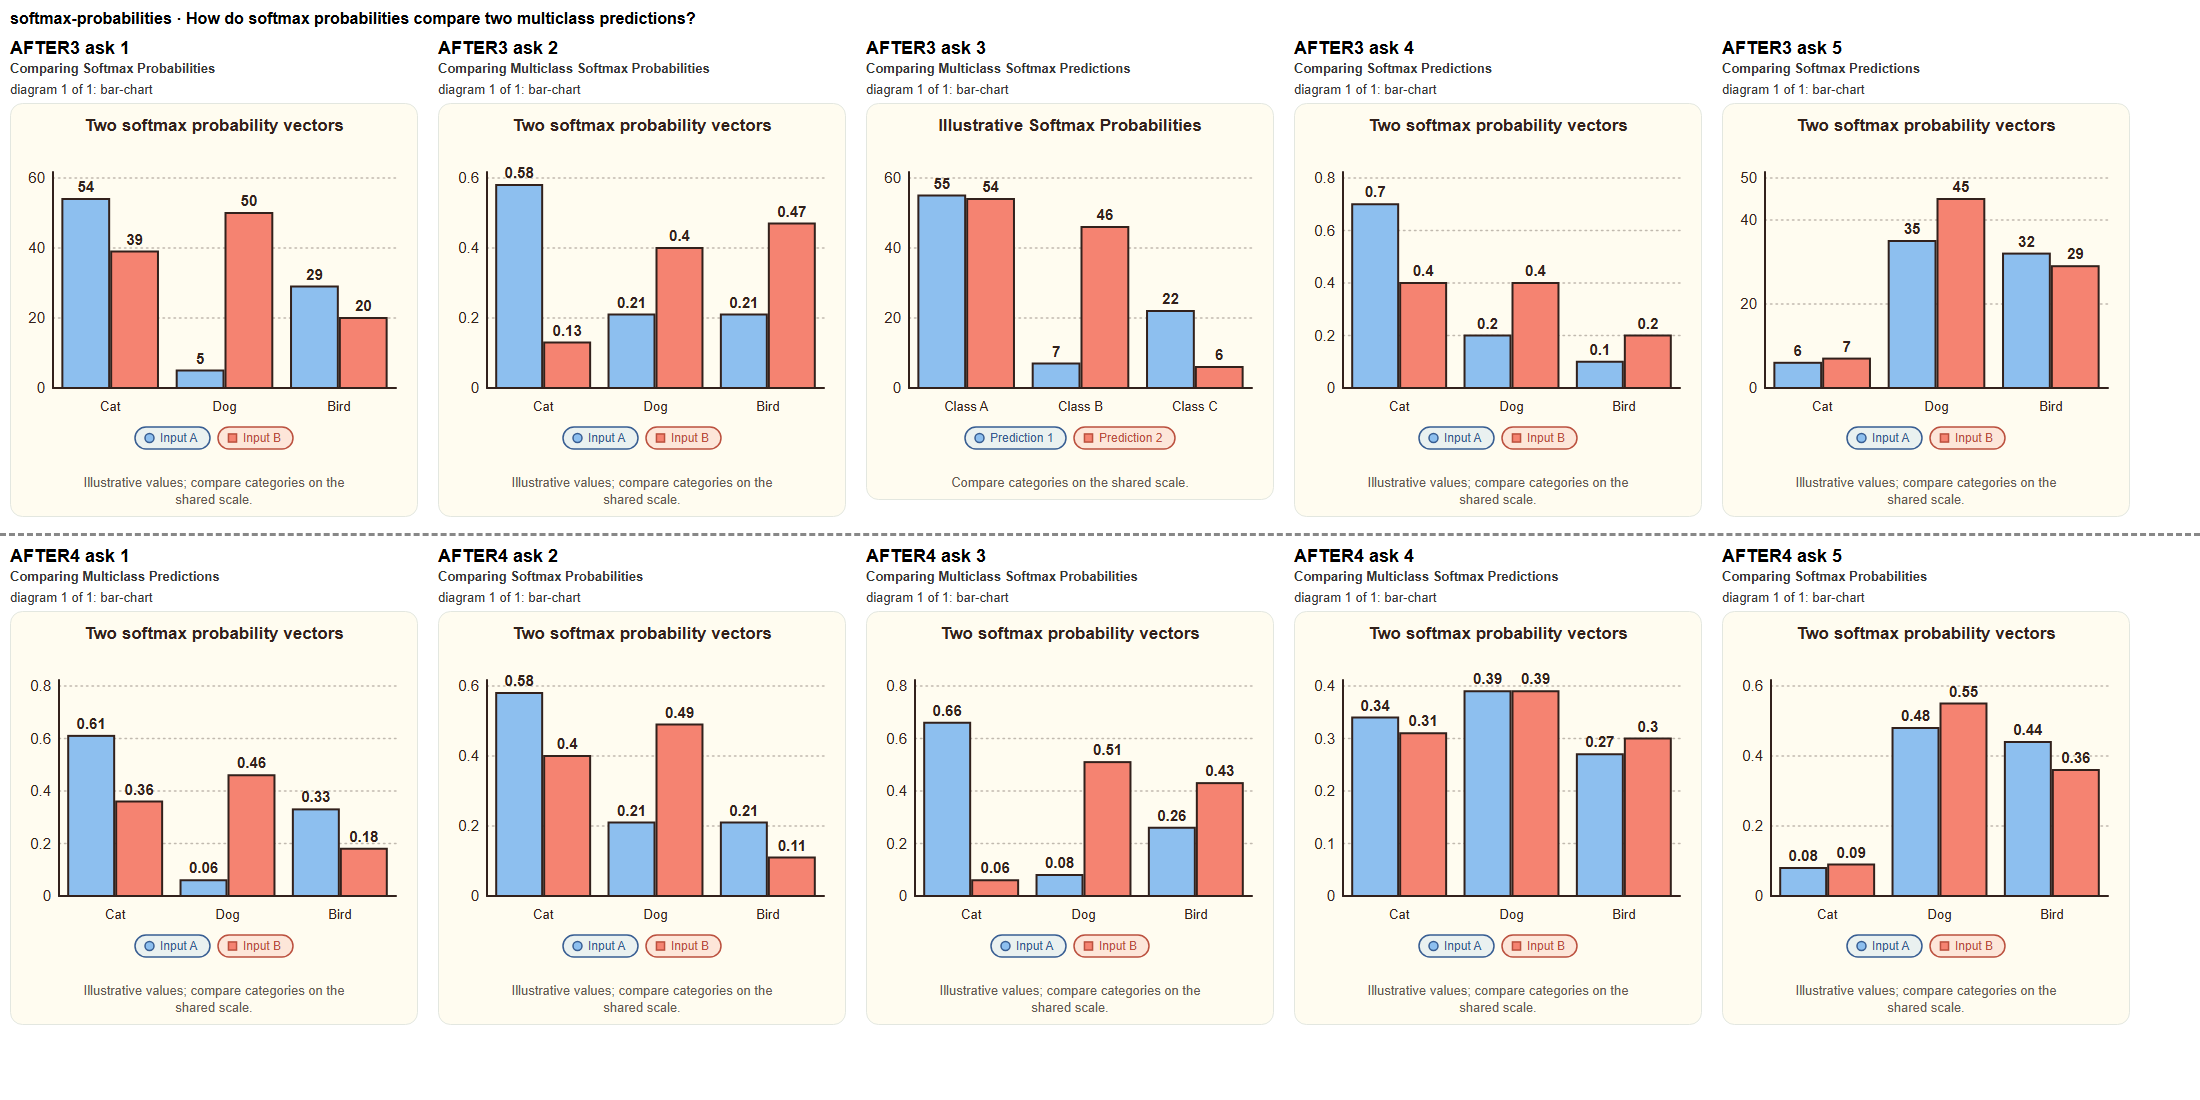 softmax-probabilities · How do softmax probabilities compare two multiclass predictions?
AFTER3 ask 1
Comparing Softmax Probabilities
diagram 1 of 1: bar-chart
Two softmax probability vectors
60
40
20
0
54
39
5
50
29
20
Cat Dog Bird
Input A Input B
Illustrative values; compare categories on the
shared scale.
AFTER3 ask 2
Comparing Multiclass Softmax Probabilities
diagram 1 of 1: bar-chart
Two softmax probability vectors
0.6
0.4
0.2
0
0.58
0.13
0.21
0.4
0.21
0.47
Cat Dog Bird
Input A Input B
Illustrative values; compare categories on the
shared scale.
AFTER3 ask 3
Comparing Multiclass Softmax Predictions
diagram 1 of 1: bar-chart
Illustrative Softmax Probabilities
60
40
20
0
55
54
7
46
22
6
Class A Class B Class C
Prediction 1 Prediction 2
Compare categories on the shared scale.
AFTER3 ask 4
Comparing Softmax Predictions
diagram 1 of 1: bar-chart
Two softmax probability vectors
0.8
0.6
0.4
0.2
0
0.7
0.4
0.2
0.4
0.1
0.2
Cat Dog Bird
Input A Input B
Illustrative values; compare categories on the
shared scale.
AFTER3 ask 5
Comparing Softmax Predictions
diagram 1 of 1: bar-chart
Two softmax probability vectors
50
40
20
0
6
7
35
45
32
29
Cat Dog Bird
Input A Input B
Illustrative values; compare categories on the
shared scale.
AFTER4 ask 1
Comparing Multiclass Predictions
diagram 1 of 1: bar-chart
Two softmax probability vectors
0.8
0.6
0.4
0.2
0
0.61
0.36
0.06
0.46
0.33
0.18
Cat Dog Bird
Input A Input B
Illustrative values; compare categories on the
shared scale.
AFTER4 ask 2
Comparing Softmax Probabilities
diagram 1 of 1: bar-chart
Two softmax probability vectors
0.6
0.4
0.2
0
0.58
0.4
0.21
0.49
0.21
0.11
Cat Dog Bird
Input A Input B
Illustrative values; compare categories on the
shared scale.
AFTER4 ask 3
Comparing Multiclass Softmax Probabilities
diagram 1 of 1: bar-chart
Two softmax probability vectors
0.8
0.6
0.4
0.2
0
0.66
0.06
0.08
0.51
0.26
0.43
Cat Dog Bird
Input A Input B
Illustrative values; compare categories on the
shared scale.
AFTER4 ask 4
Comparing Multiclass Softmax Predictions
diagram 1 of 1: bar-chart
Two softmax probability vectors
0.4
0.3
0.2
0.1
0
0.34
0.31
0.39
0.39
0.27
0.3
Cat Dog Bird
Input A Input B
Illustrative values; compare categories on the
shared scale.
AFTER4 ask 5
Comparing Softmax Probabilities
diagram 1 of 1: bar-chart
Two softmax probability vectors
0.6
0.4
0.2
0
0.08
0.09
0.48
0.55
0.44
0.36
Cat Dog Bird
Input A Input B
Illustrative values; compare categories on the
shared scale.